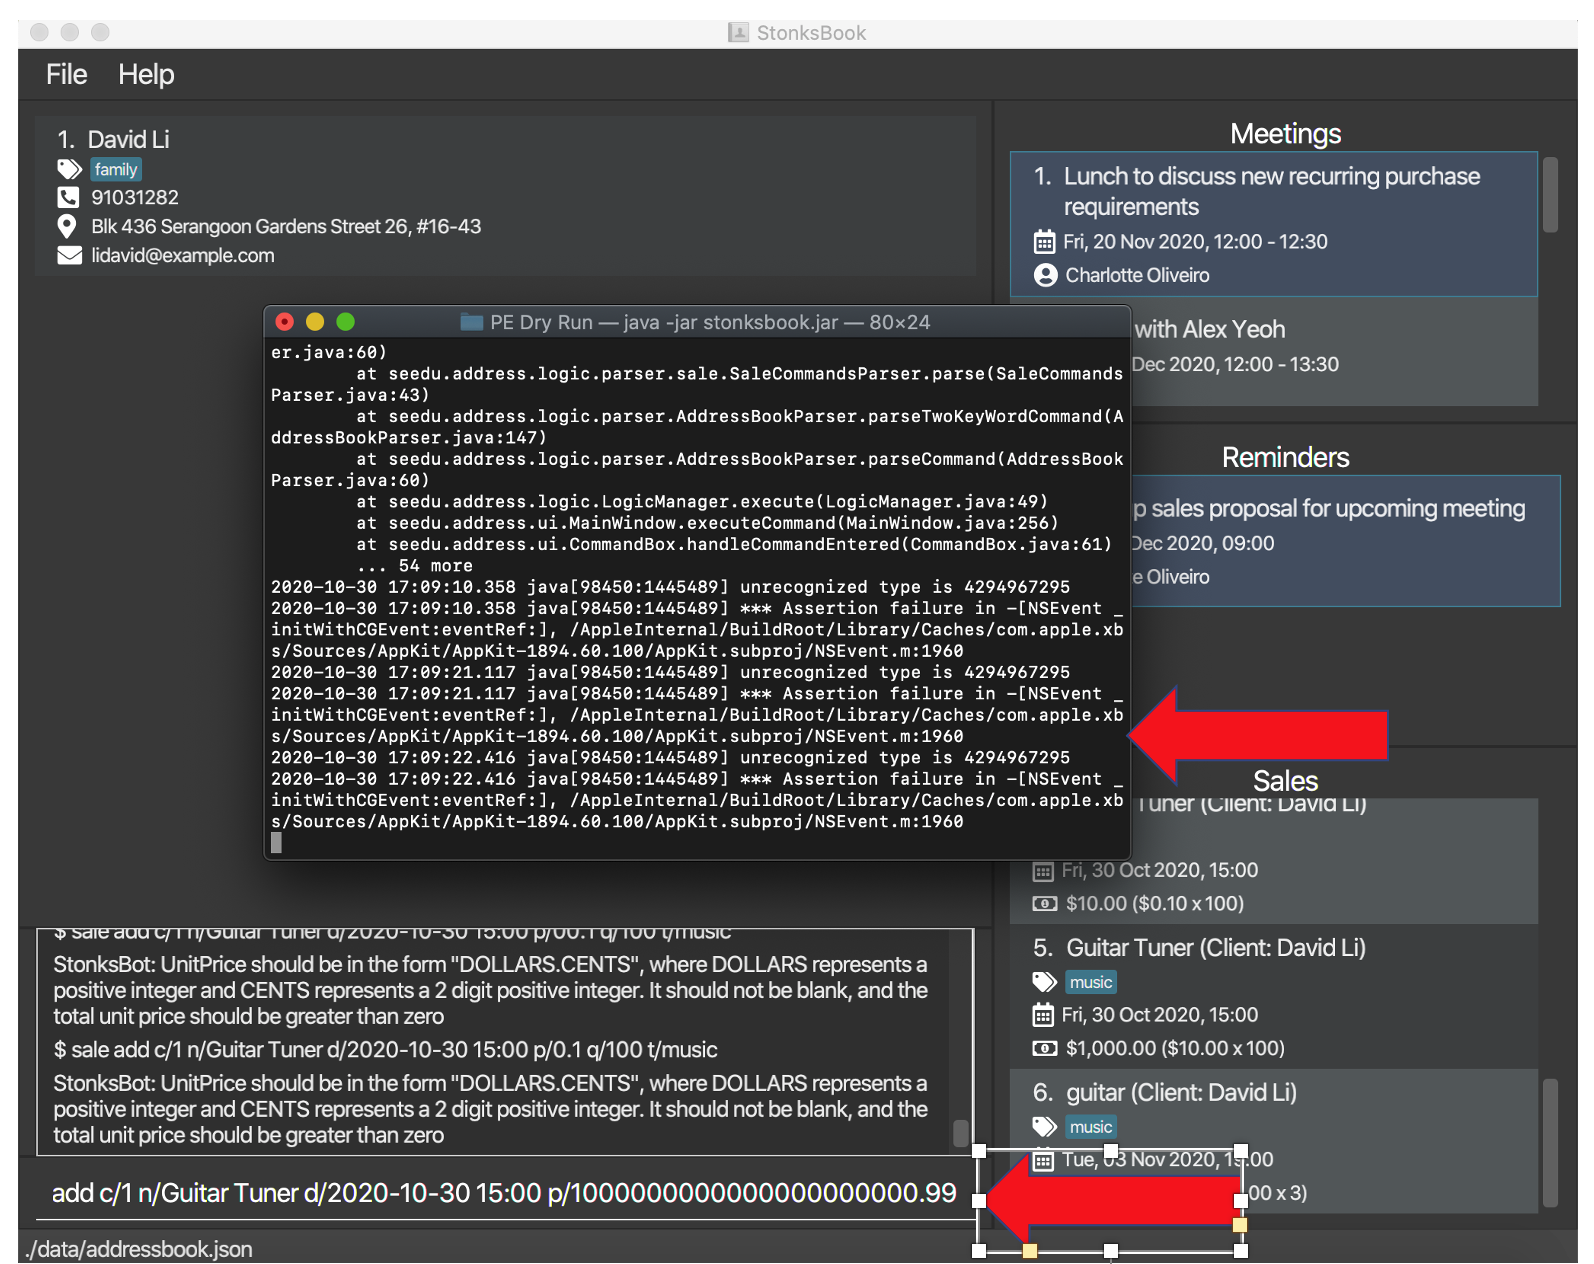 StonksBook
File Help
1. David Li
family
91031282
Blk 436 Serangoon Gardens Street 26, #16-43
lidavid@example.com
Meetings
1. Lunch to discuss new recurring purchase
requirements
Fri, 20 Nov 2020, 12:00 - 12:30
Charlotte Oliveiro
with Alex Yeoh
Dec 2020, 12:00 - 13:30
Reminders
p sales proposal for upcoming meeting
Dec 2020, 09:00
e Oliveiro
PE Dry Run — java -jar stonksbook.jar — 80×24
er.java:60)
at seedu.address.logic.parser.sale.SaleCommandsParser.parse(SaleCommands
Parser.java:43)
at seedu.address.logic.parser.AddressBookParser.parseTwoKeyWordCommand(A
ddressBookParser.java:147)
at seedu.address.logic.parser.AddressBookParser.parseCommand(AddressBook
Parser.java:60)
at seedu.address.logic.LogicManager.execute(LogicManager.java:49)
at seedu.address.ui.MainWindow.executeCommand(MainWindow.java:256)
at seedu.address.ui.CommandBox.handleCommandEntered(CommandBox.java:61)
... 54 more
2020-10-30 17:09:10.358 java[98450:1445489] unrecognized type is 4294967295
2020-10-30 17:09:10.358 java[98450:1445489] *** Assertion failure in -[NSEvent _
initWithCGEvent:eventRef:], /AppleInternal/BuildRoot/Library/Caches/com.apple.xb
s/Sources/AppKit/AppKit-1894.60.100/AppKit.subproj/NSEvent.m:1960
2020-10-30 17:09:21.117 java[98450:1445489] unrecognized type is 4294967295
2020-10-30 17:09:21.117 java[98450:1445489] *** Assertion failure in -[NSEvent _
initWithCGEvent:eventRef:], /AppleInternal/BuildRoot/Library/Caches/com.apple.xb
s/Sources/AppKit/AppKit-1894.60.100/AppKit.subproj/NSEvent.m:1960
2020-10-30 17:09:22.416 java[98450:1445489] unrecognized type is 4294967295
2020-10-30 17:09:22.416 java[98450:1445489] *** Assertion failure in -[NSEvent _
initWithCGEvent:eventRef:], /AppleInternal/BuildRoot/Library/Caches/com.apple.xb
s/Sources/AppKit/AppKit-1894.60.100/AppKit.subproj/NSEvent.m:1960
Sales
Tuner (Client: David Li)
Fri, 30 Oct 2020, 15:00
$10.00 ($0.10 x 100)
5. Guitar Tuner (Client: David Li)
music
Fri, 30 Oct 2020, 15:00
$1,000.00 ($10.00 x 100)
6. guitar (Client: David Li)
music
Tue, 03 Nov 2020, 15:00
00 x 3)
$ sale add c/1 n/Guitar Tuner d/2020-10-30 15:00 p/00.1 q/100 t/music
StonksBot: UnitPrice should be in the form "DOLLARS.CENTS", where DOLLARS represents a
positive integer and CENTS represents a 2 digit positive integer. It should not be blank, and the
total unit price should be greater than zero
$ sale add c/1 n/Guitar Tuner d/2020-10-30 15:00 p/0.1 q/100 t/music
StonksBot: UnitPrice should be in the form "DOLLARS.CENTS", where DOLLARS represents a
positive integer and CENTS represents a 2 digit positive integer. It should not be blank, and the
total unit price should be greater than zero
add c/1 n/Guitar Tuner d/2020-10-30 15:00 p/10000000000000000000000.99
./data/addressbook.json